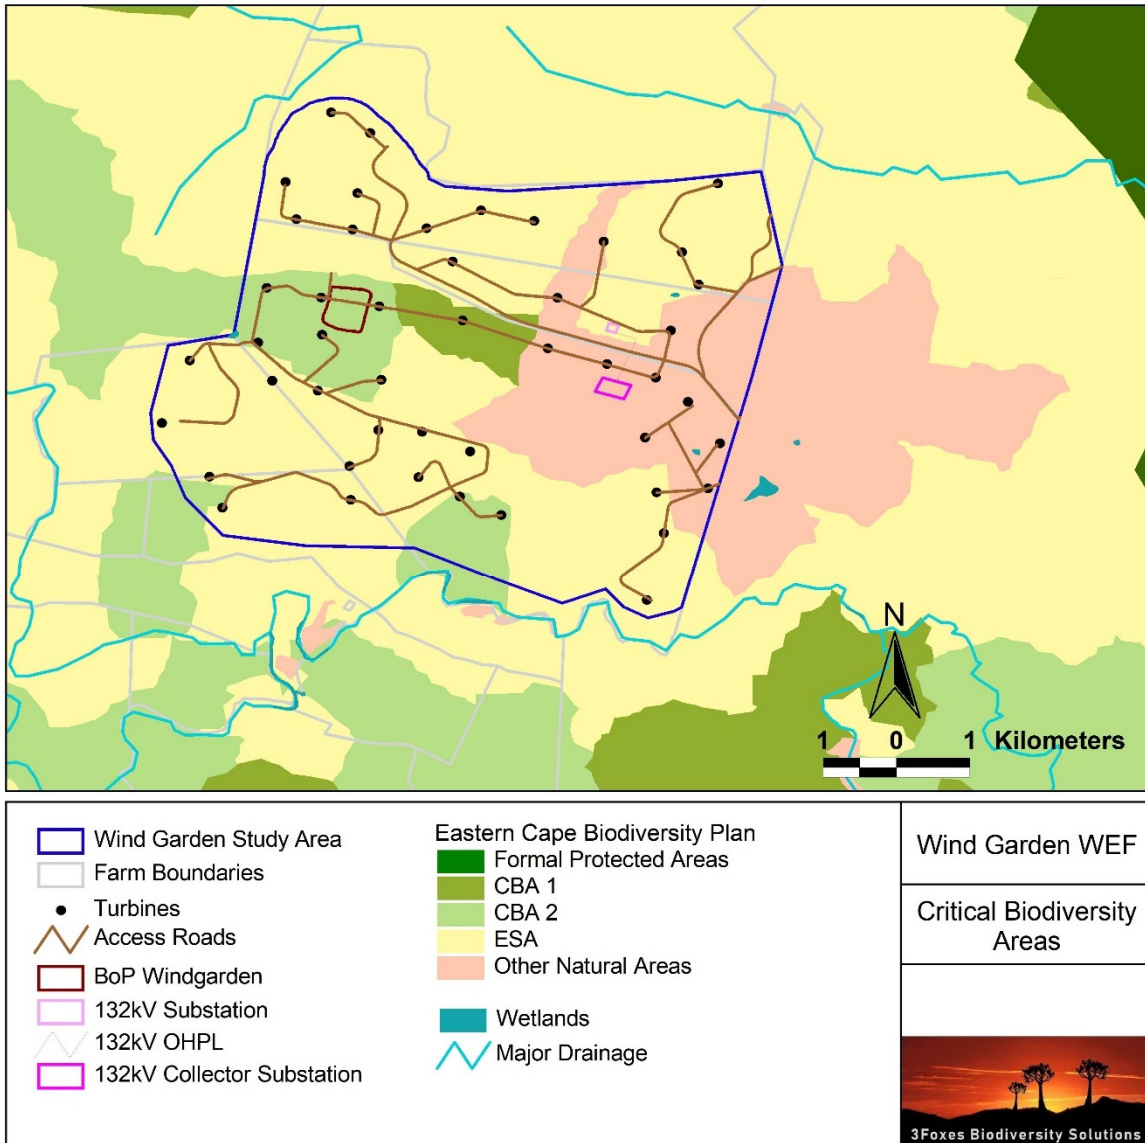 N
1 0 1 Kilometers
Wind Garden Study Area
Farm Boundaries
Turbines
Access Roads
BoP Windgarden
132kV Substation
132kV OHPL
132kV Collector Substation
Eastern Cape Biodiversity Plan
Formal Protected Areas
CBA 1
CBA 2
ESA
Other Natural Areas
Wetlands
Major Drainage
Wind Garden WEF
Critical Biodiversity
Areas
3Foxes Biodiversity Solutions